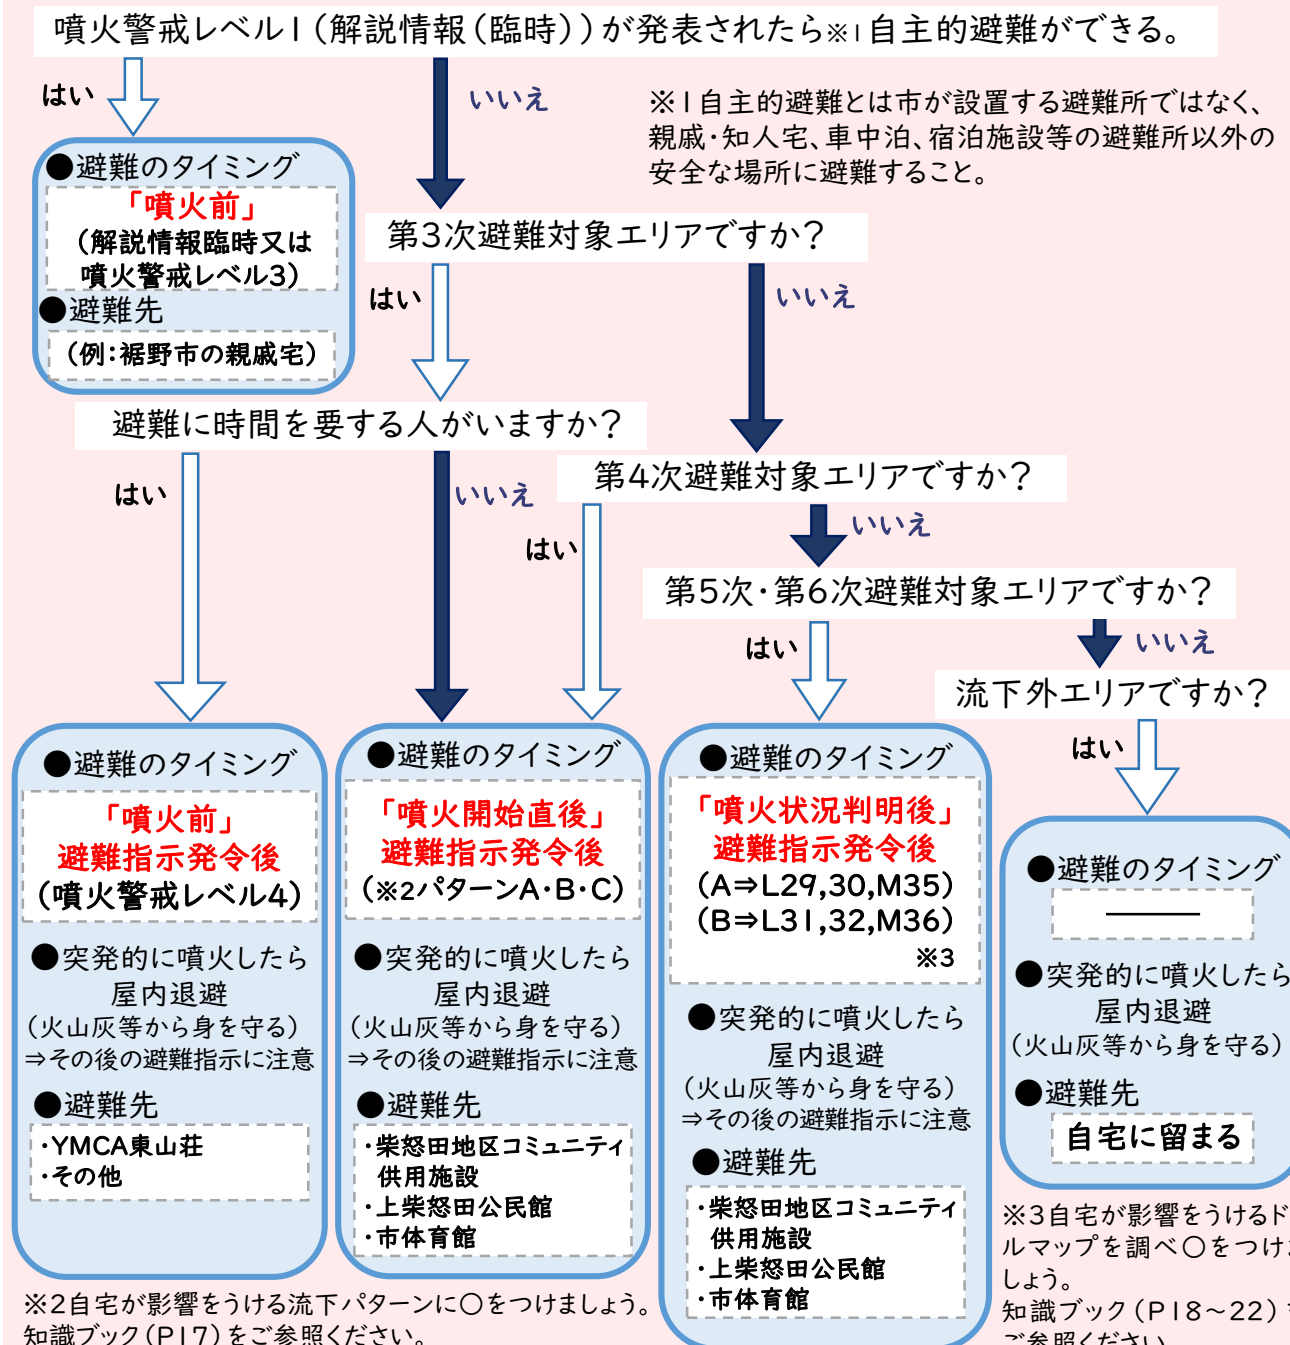 噴火警戒レベル1（解説情報（臨時））が発表されたら※1自主的避難ができる。
はい
いいえ
※1自主的避難とは市が設置する避難所ではなく、
親戚・知人宅、車中泊、宿泊施設等の避難所以外の
安全な場所に避難すること。
●避難のタイミング
「噴火前」
（解説情報臨時又は
噴火警戒レベル3）
●避難先
（例：裾野市の親戚宅）
第3次避難対象エリアですか？
はい
いいえ
避難に時間を要する人がいますか？
はい
いいえ
第4次避難対象エリアですか？
はい
いいえ
第5次・第6次避難対象エリアですか？
はい
いいえ
流下外エリアですか？
はい
●避難のタイミング
「噴火前」
避難指示発令後
（噴火警戒レベル4）
●突発的に噴火したら
屋内退避
（火山灰等から身を守る）
⇒その後の避難指示に注意
●避難先
・YMCA東山荘
・その他
●避難のタイミング
「噴火開始直後」
避難指示発令後
（※2パターンA・B・C）
●突発的に噴火したら
屋内退避
（火山灰等から身を守る）
⇒その後の避難指示に注意
●避難先
・柴怒田地区コミュニティ
供用施設
・上柴怒田公民館
・市体育館
●避難のタイミング
「噴火状況判明後」
避難指示発令後
（A⇒L29,30,M35）
（B⇒L31,32,M36）
※3
●突発的に噴火したら
屋内退避
（火山灰等から身を守る）
⇒その後の避難指示に注意
●避難先
・柴怒田地区コミュニティ
供用施設
・上柴怒田公民館
・市体育館
●避難のタイミング
―――
●突発的に噴火したら
屋内退避
（火山灰等から身を守る）
●避難先
自宅に留まる
※2自宅が影響をうける流下パターンに○をつけましょう。
知識ブック（P17）をご参照ください。
※3自宅が影響をうけるド
ルマップを調べ○をつけ
しょう。
知識ブック（P18～22）
ご参照ください